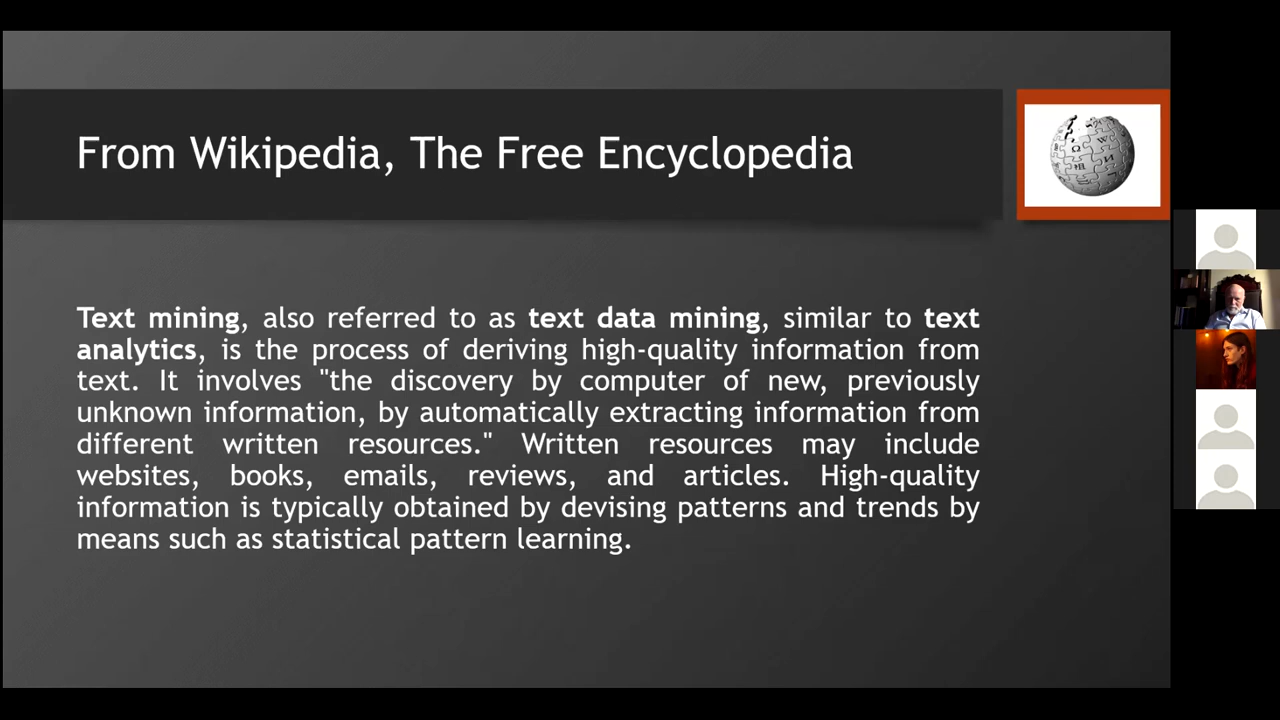 From Wikipedia, The Free Encyclopedia
Text mining, also referred to as text data mining, similar to text
analytics, is the process of deriving high-quality information from
text. It involves "the discovery by computer of new, previously
unknown information, by automatically extracting information from
different written resources." Written resources may include
websites, books, emails, reviews, and articles. High-quality
information is typically obtained by devising patterns and trends by
means such as statistical pattern learning.